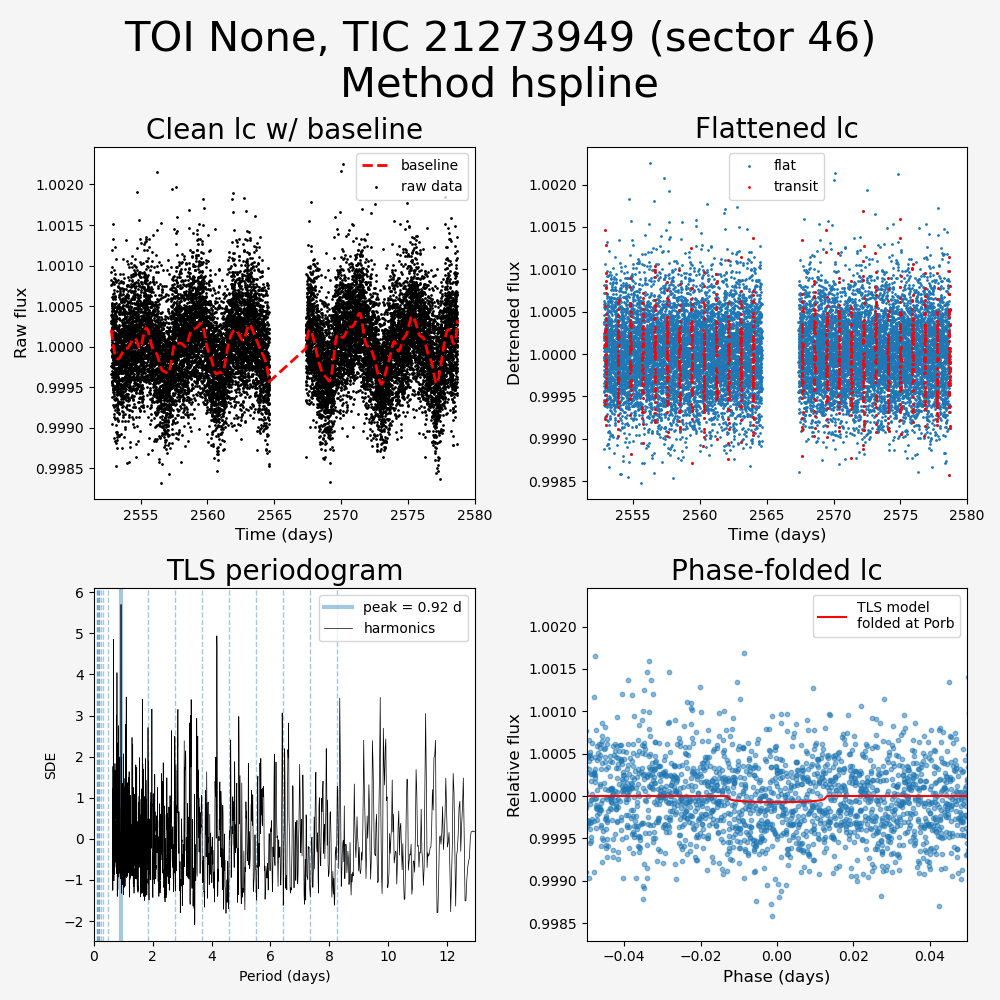 TOI None, TIC 21273949 (sector 46)
Method hspline
Clean lc w/ baseline
Flattened lc
baseline
raw data
flat
transit
Raw flux
1.0020
1.0015
1.0010
1.0005
1.0000
0.9995
0.9990
0.9985
2555 2560 2565 2570 2575 2580
Time (days)
Detrended flux
1.0020
1.0015
1.0010
1.0005
1.0000
0.9995
0.9990
0.9985
2555 2560 2565 2570 2575 2580
Time (days)
TLS periodogram
Phase-folded lc
peak = 0.92 d
harmonics
SDE
6
5
4
3
2
1
0
−1
−2
0 2 4 6 8 10 12
Period (days)
TLS model
folded at Porb
Relative flux
1.0020
1.0015
1.0010
1.0005
1.0000
0.9995
0.9990
0.9985
−0.04 −0.02 0.00 0.02 0.04
Phase (days)